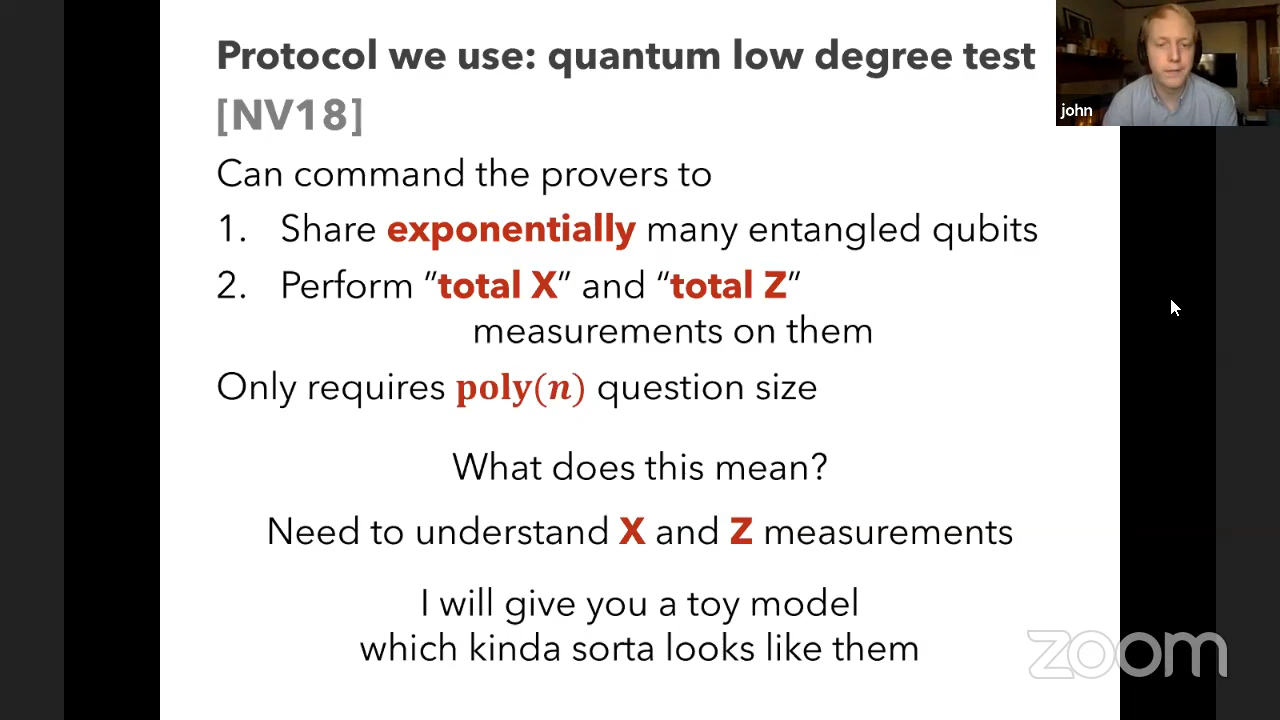 Protocol we use: quantum low degree test
[NV18]
john
Can command the provers to
1. Share exponentially many entangled qubits
2. Perform “total X” and “total Z”
measurements on them
Only requires poly(n) question size
What does this mean?
Need to understand X and Z measurements
I will give you a toy model
which kinda sorta looks like them
zoom